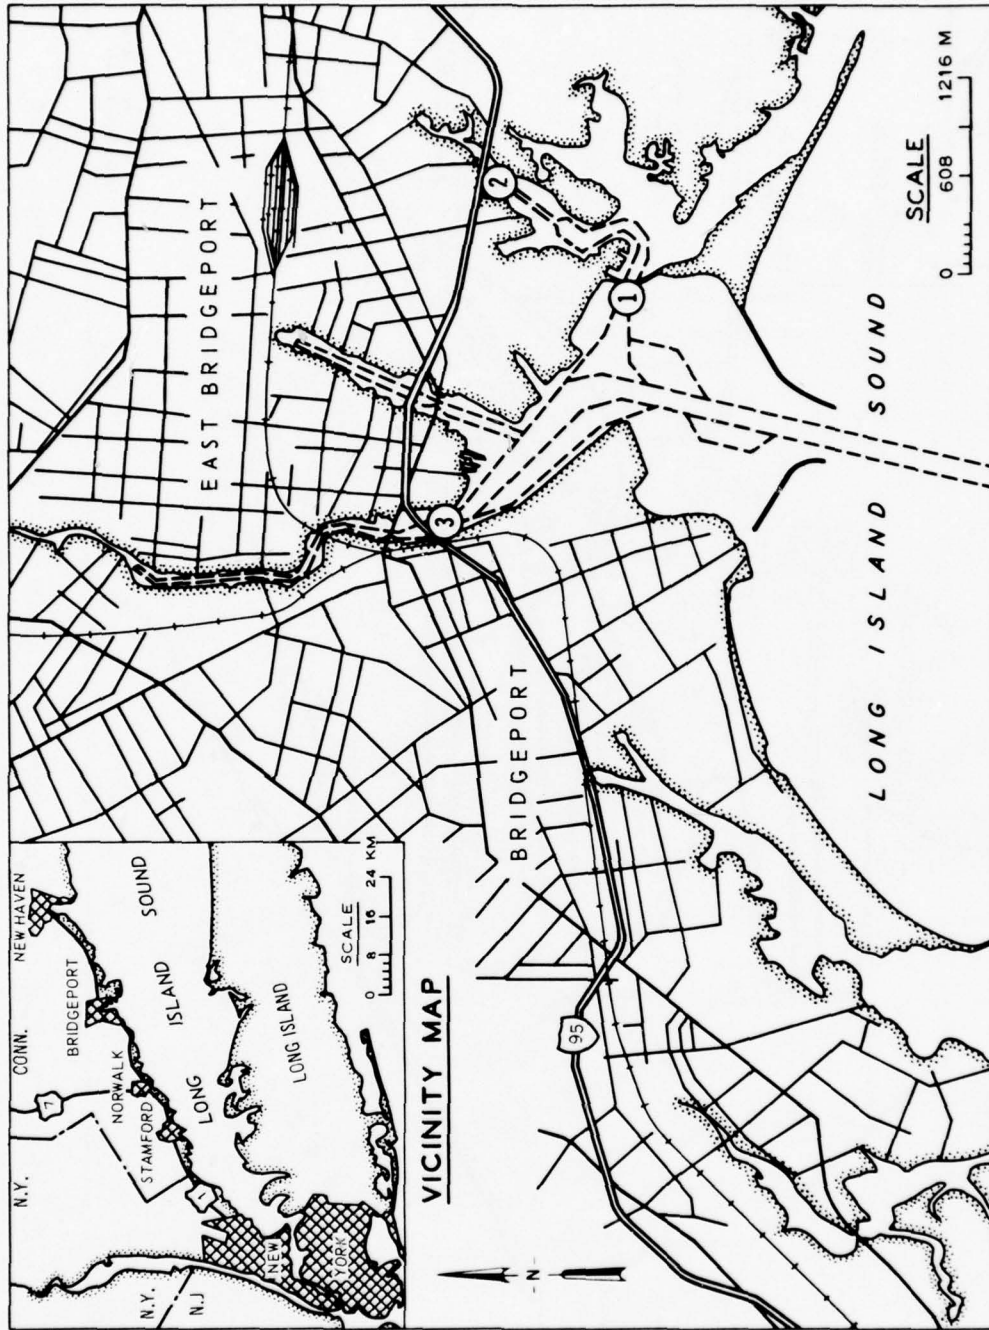 N.Y.
CONN.
NEW HAVEN
7
BRIDGEPORT
NORWALK
STAMFORD
1
LONG ISLAND SOUND
N.Y.
N.J
NEW
YORK
LONG ISLAND
SCALE
0 8 16 24 KM
VICINITY MAP
N
95
BRIDGEPORT
EAST BRIDGEPORT
1
2
3
LONG ISLAND SOUND
SCALE
0 608 1216 M